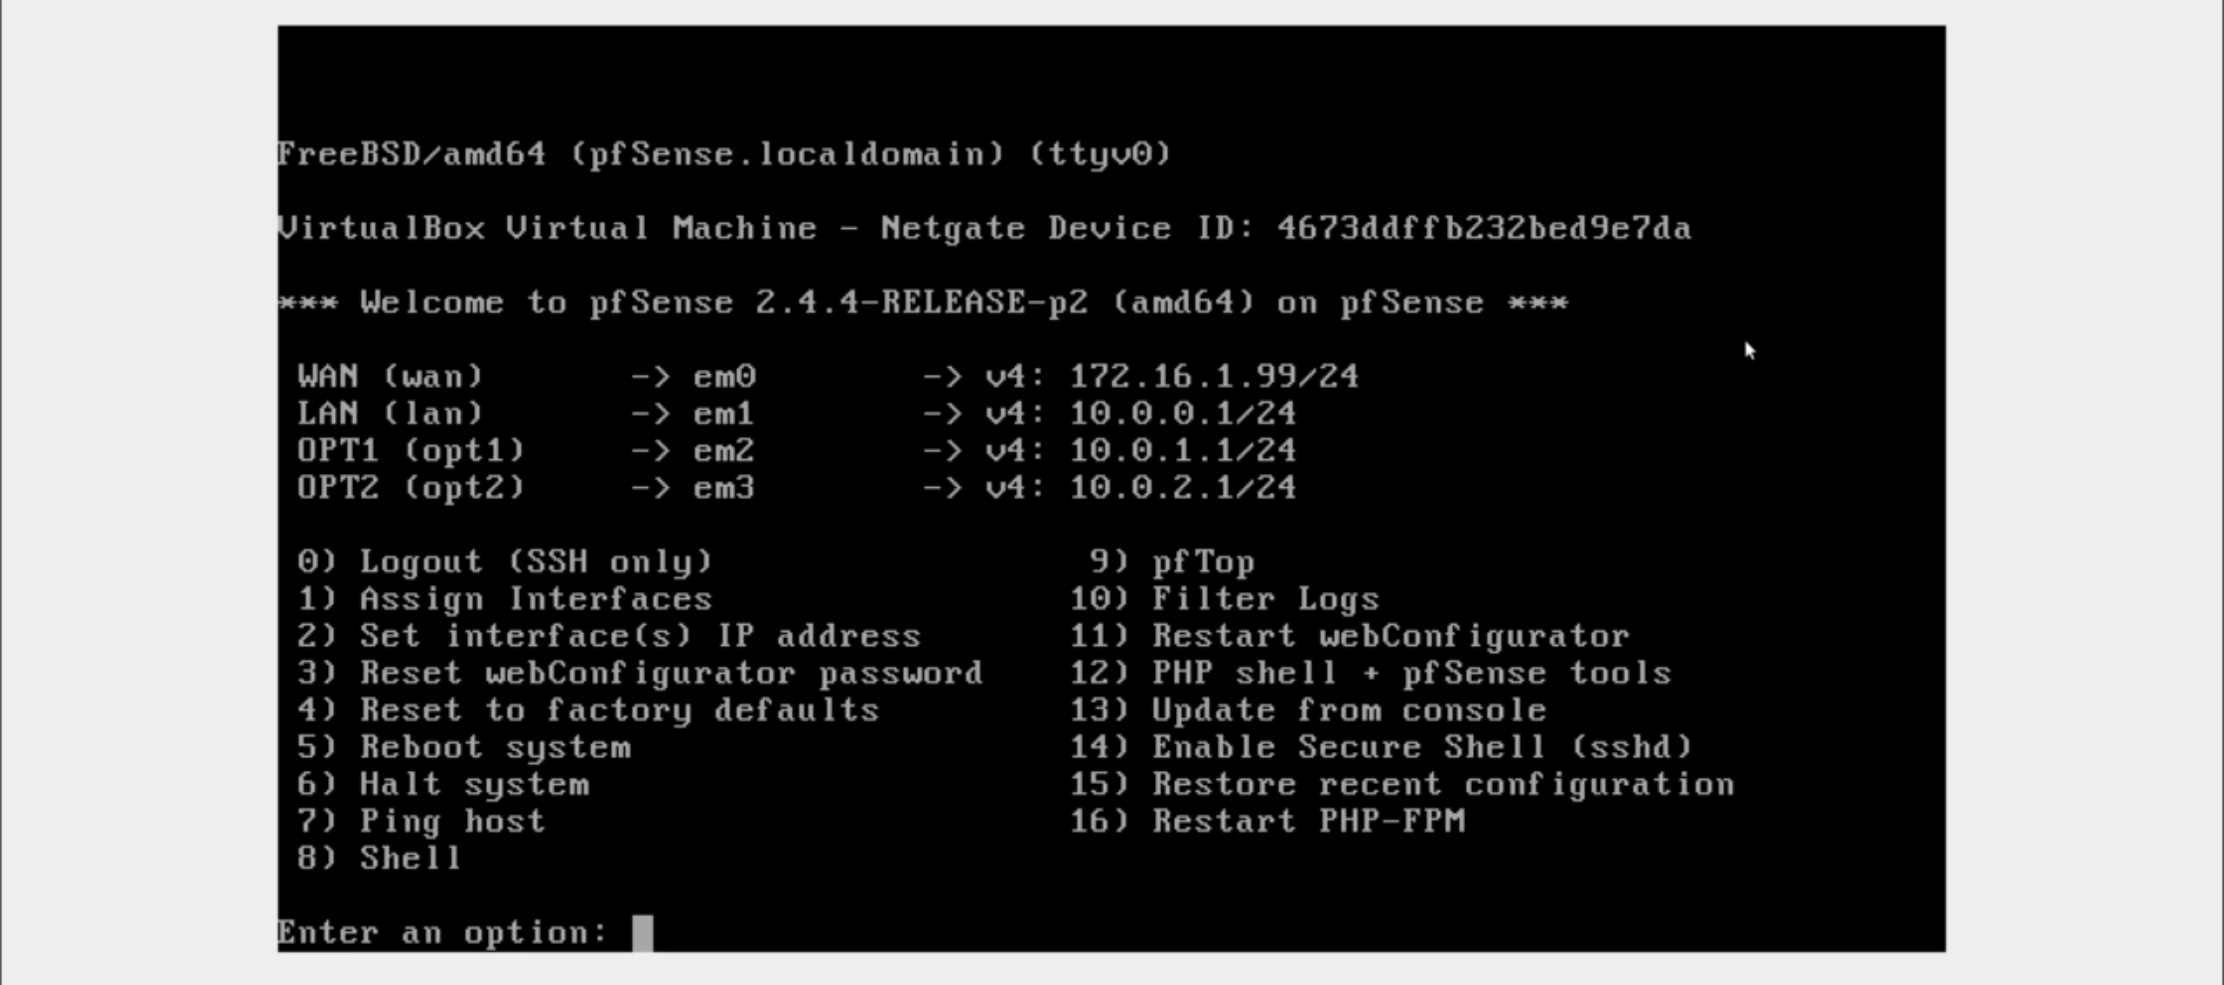 FreeBSD/amd64 (pfSense.localdomain) (ttyv0)
VirtualBox Virtual Machine - Netgate Device ID: 4673ddffb232bed9e7da
*** Welcome to pfSense 2.4.4-RELEASE-p2 (amd64) on pfSense ***
WAN (wan) -> em0 -> v4: 172.16.1.99/24
LAN (lan) -> em1 -> v4: 10.0.0.1/24
OPT1 (opt1) -> em2 -> v4: 10.0.1.1/24
OPT2 (opt2) -> em3 -> v4: 10.0.2.1/24
0) Logout (SSH only) 9) pfTop
1) Assign Interfaces 10) Filter Logs
2) Set interface(s) IP address 11) Restart webConfigurator
3) Reset webConfigurator password 12) PHP shell + pfSense tools
4) Reset to factory defaults 13) Update from console
5) Reboot system 14) Enable Secure Shell (sshd)
6) Halt system 15) Restore recent configuration
7) Ping host 16) Restart PHP-FPM
8) Shell
Enter an option: